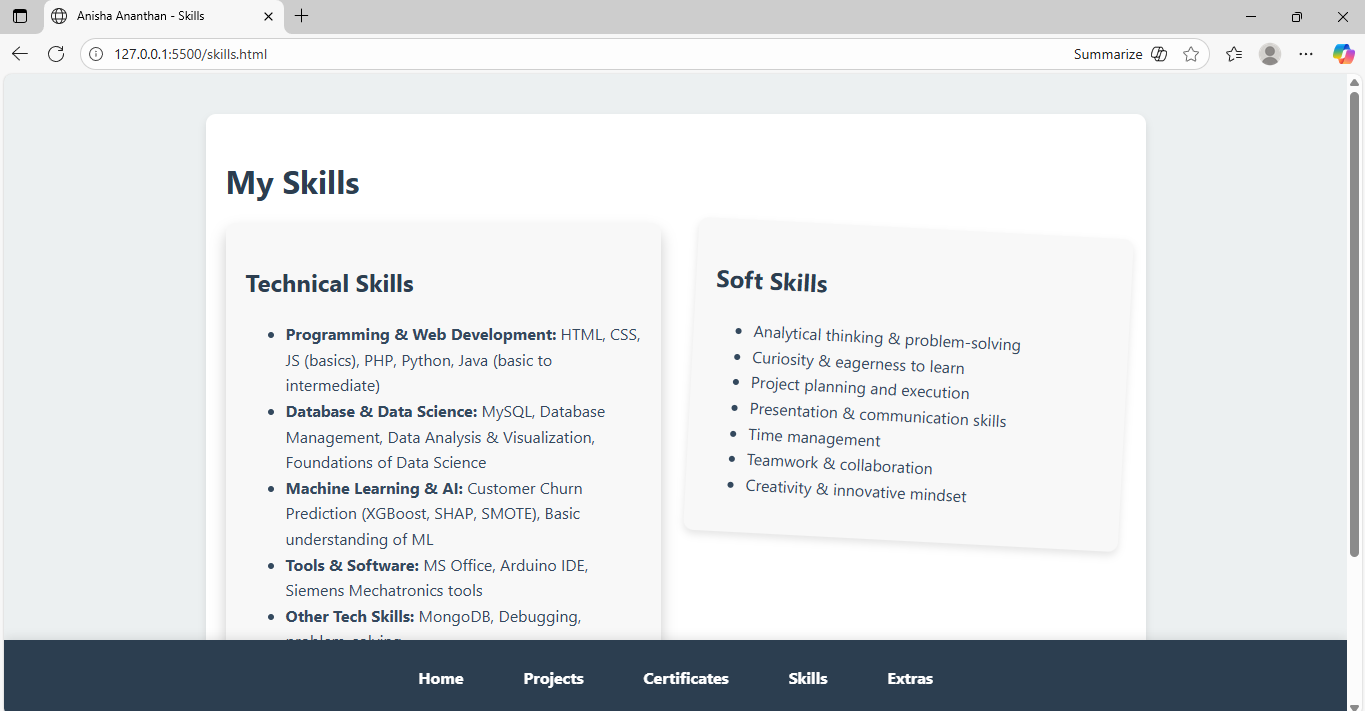 Anisha Ananthan - Skills
127.0.0.1:5500/skills.html
Summarize
My Skills
Technical Skills
Programming & Web Development: HTML, CSS,
JS (basics), PHP, Python, Java (basic to
intermediate)
Database & Data Science: MySQL, Database
Management, Data Analysis & Visualization,
Foundations of Data Science
Machine Learning & AI: Customer Churn
Prediction (XGBoost, SHAP, SMOTE), Basic
understanding of ML
Tools & Software: MS Office, Arduino IDE,
Siemens Mechatronics tools
Other Tech Skills: MongoDB, Debugging,
problem-solving
Soft Skills
Analytical thinking & problem-solving
Curiosity & eagerness to learn
Project planning and execution
Presentation & communication skills
Time management
Teamwork & collaboration
Creativity & innovative mindset
Home Projects Certificates Skills Extras